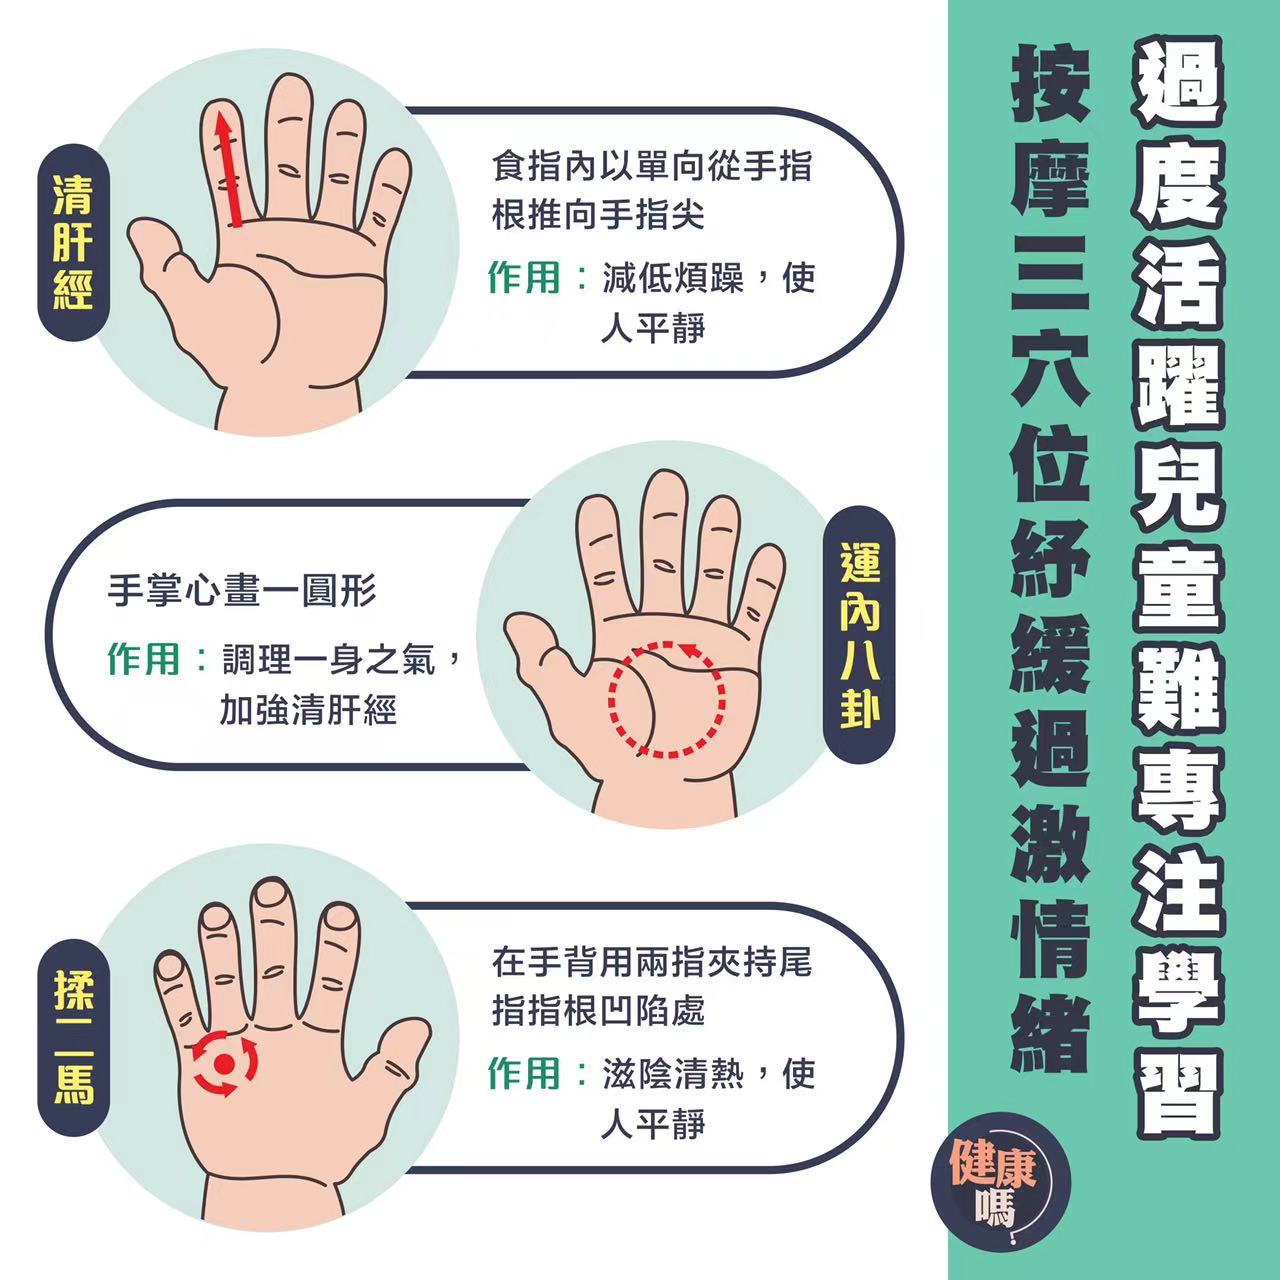 過度活躍兒童難專注學習
按摩三穴位紓緩過激情緒
清肝經
食指內以單向從手指
根推向手指尖
作用：減低煩躁，使
人平靜
運內八卦
手掌心畫一圓形
作用：調理一身之氣，
加強清肝經
揉二馬
在手背用兩指夾持尾
指指根凹陷處
作用：滋陰清熱，使
人平靜
健康
嗎?